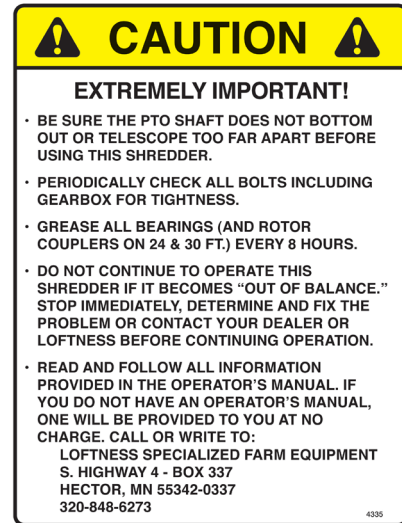 CAUTION
EXTREMELY IMPORTANT!
• BE SURE THE PTO SHAFT DOES NOT BOTTOM
OUT OR TELESCOPE TOO FAR APART BEFORE
USING THIS SHREDDER.
• PERIODICALLY CHECK ALL BOLTS INCLUDING
GEARBOX FOR TIGHTNESS.
• GREASE ALL BEARINGS (AND ROTOR
COUPLERS ON 24 & 30 FT.) EVERY 8 HOURS.
• DO NOT CONTINUE TO OPERATE THIS
SHREDDER IF IT BECOMES “OUT OF BALANCE.”
STOP IMMEDIATELY, DETERMINE AND FIX THE
PROBLEM OR CONTACT YOUR DEALER OR
LOFTNESS BEFORE CONTINUING OPERATION.
• READ AND FOLLOW ALL INFORMATION
PROVIDED IN THE OPERATOR’S MANUAL. IF
YOU DO NOT HAVE AN OPERATOR’S MANUAL,
ONE WILL BE PROVIDED TO YOU AT NO
CHARGE. CALL OR WRITE TO:
LOFTNESS SPECIALIZED FARM EQUIPMENT
S. HIGHWAY 4 - BOX 337
HECTOR, MN 55342-0337
320-848-6273
4335